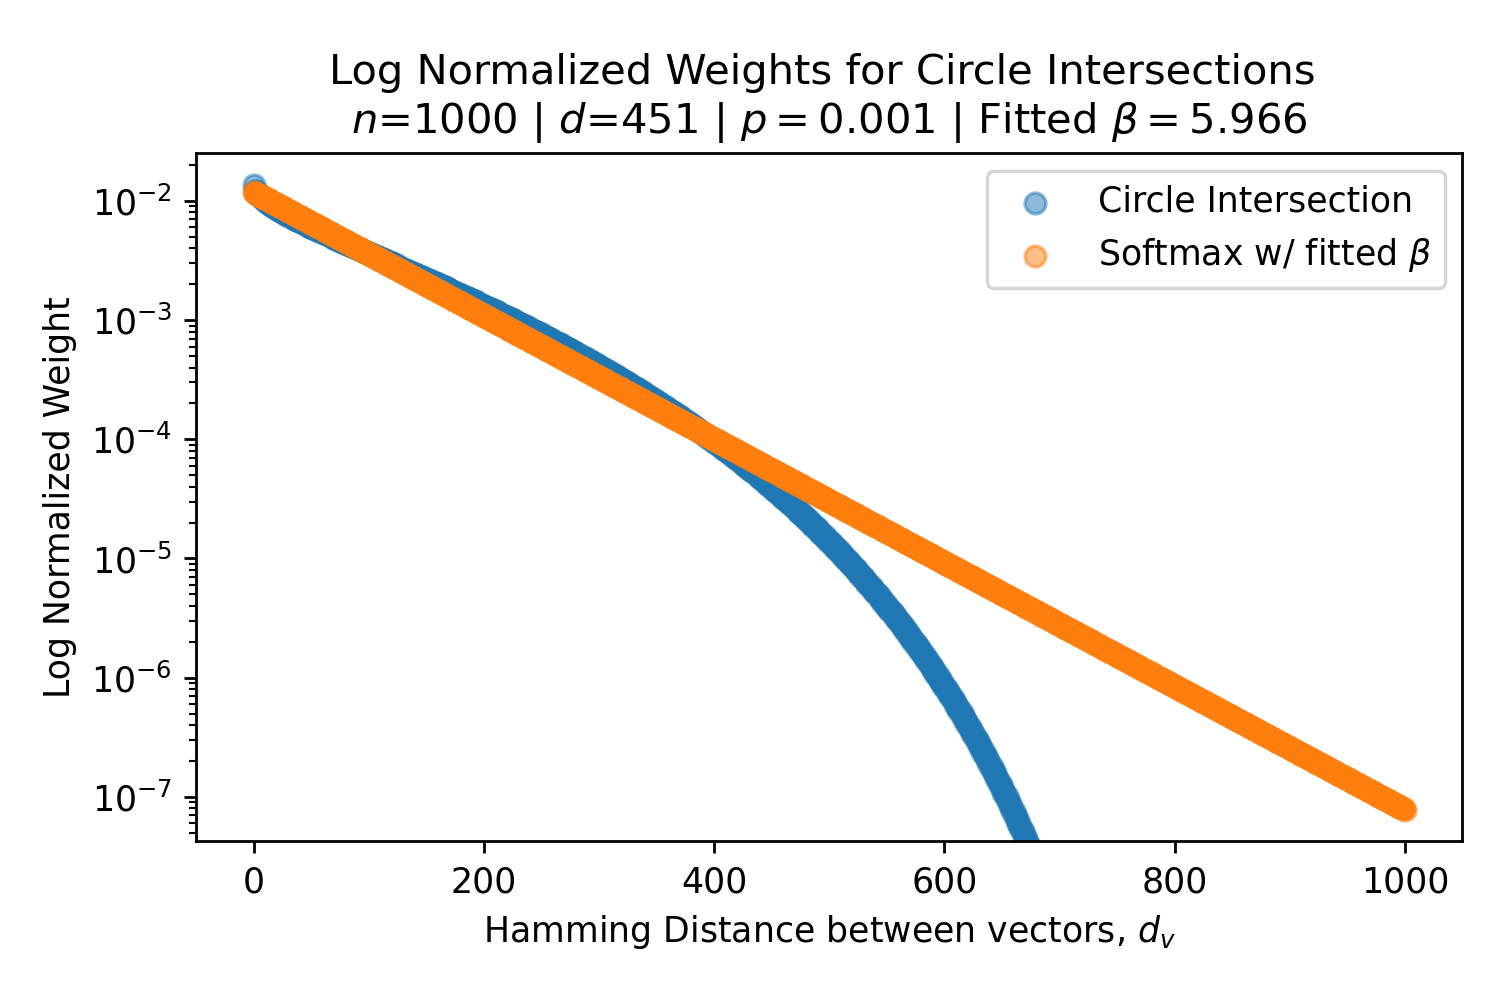 Log Normalized Weights for Circle Intersections
n=1000 | d=451 | p = 0.001 | Fitted β = 5.966
Circle Intersection
Softmax w/ fitted β
Log Normalized Weight
10⁻²
10⁻³
10⁻⁴
10⁻⁵
10⁻⁶
10⁻⁷
0 200 400 600 800 1000
Hamming Distance between vectors, dᵥ